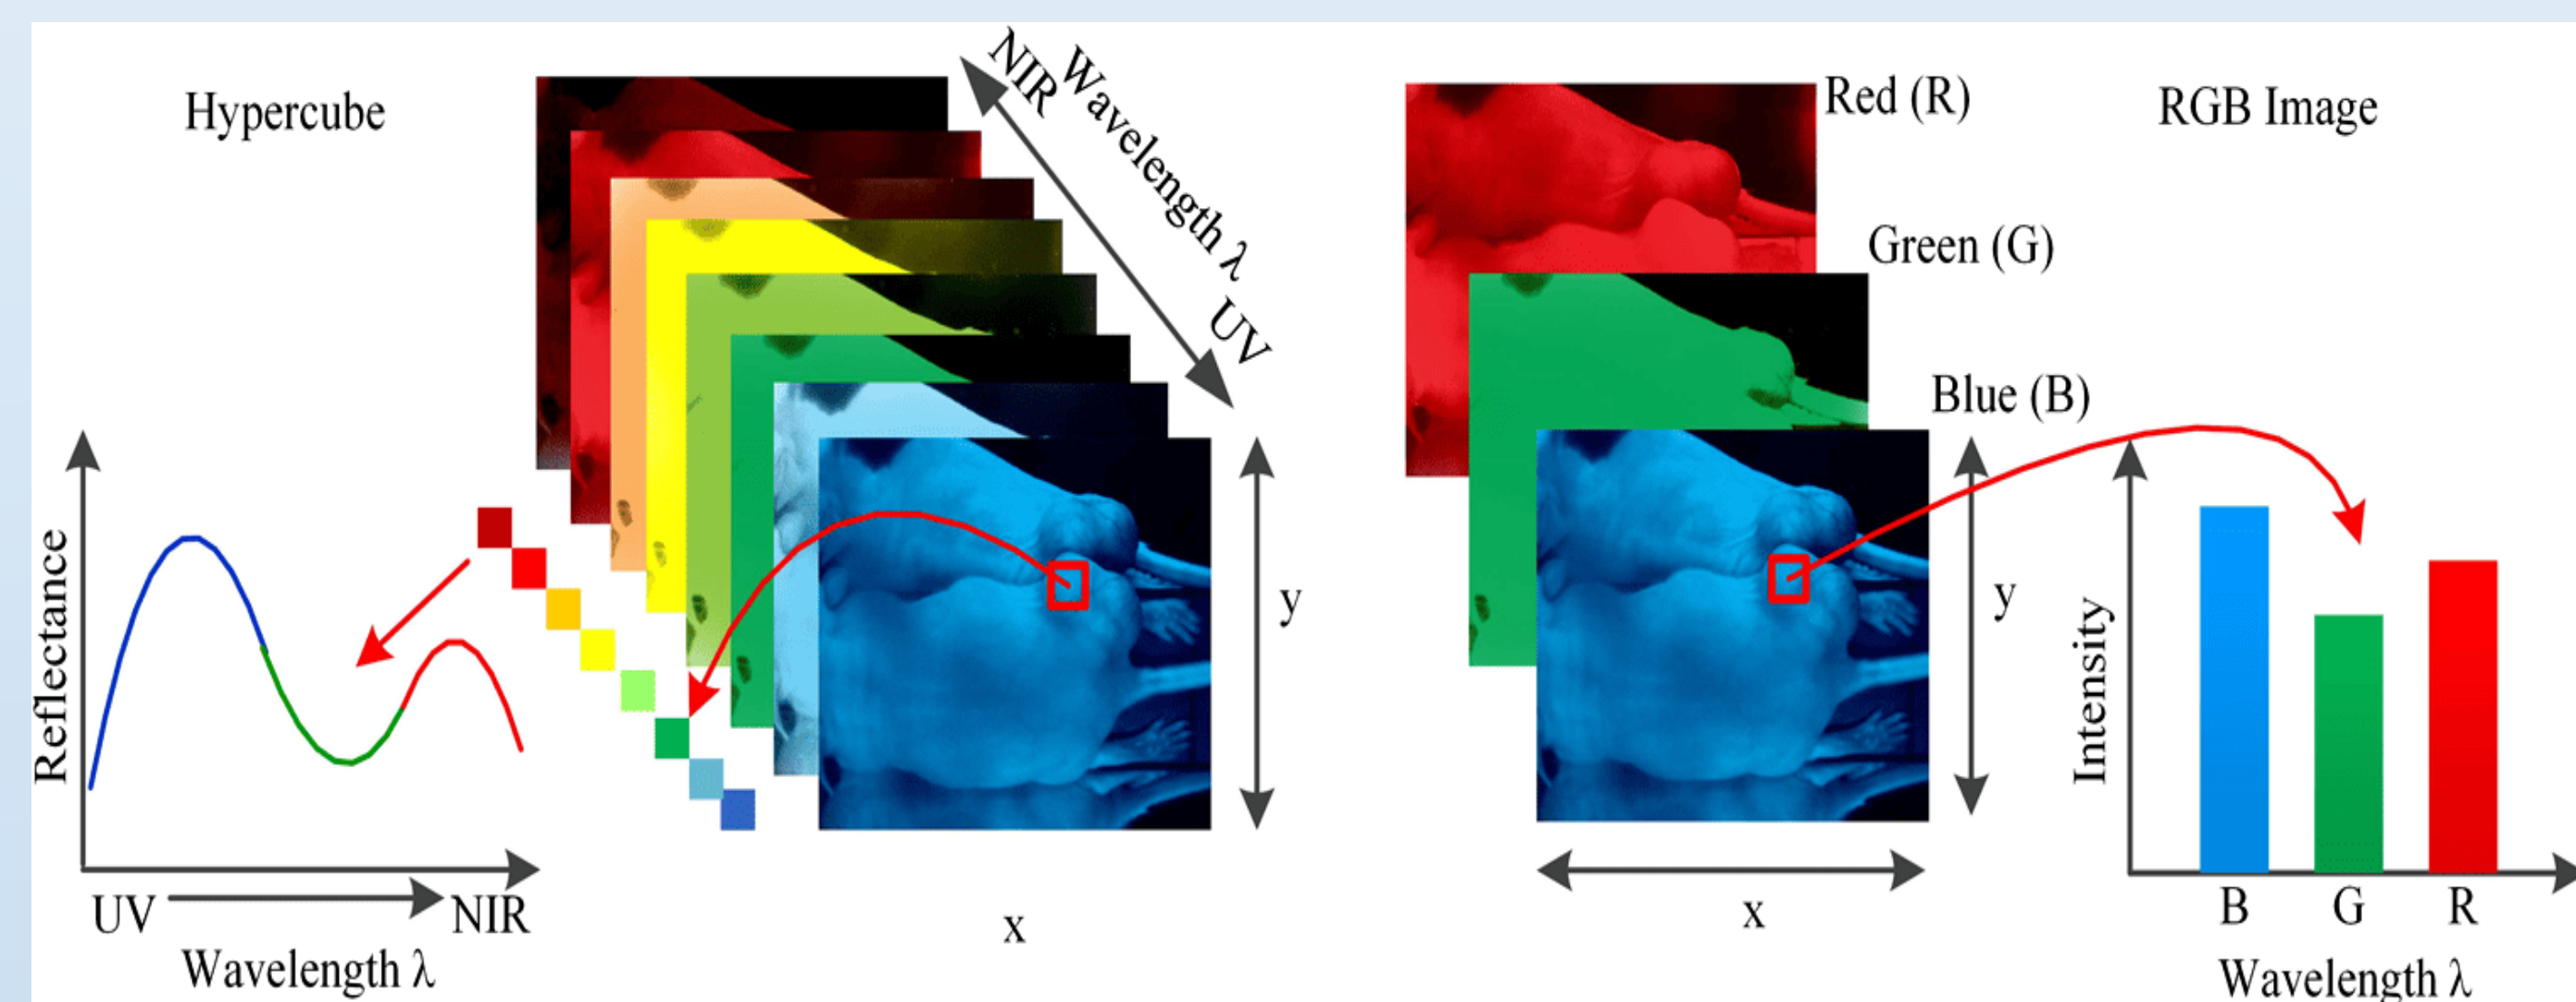 Hypercube
NIR
Wavelength λ
UV
y
x
Reflectance
UV
NIR
Wavelength λ
Red (R)
Green (G)
Blue (B)
RGB Image
y
x
Intensity
B
G
R
Wavelength λ